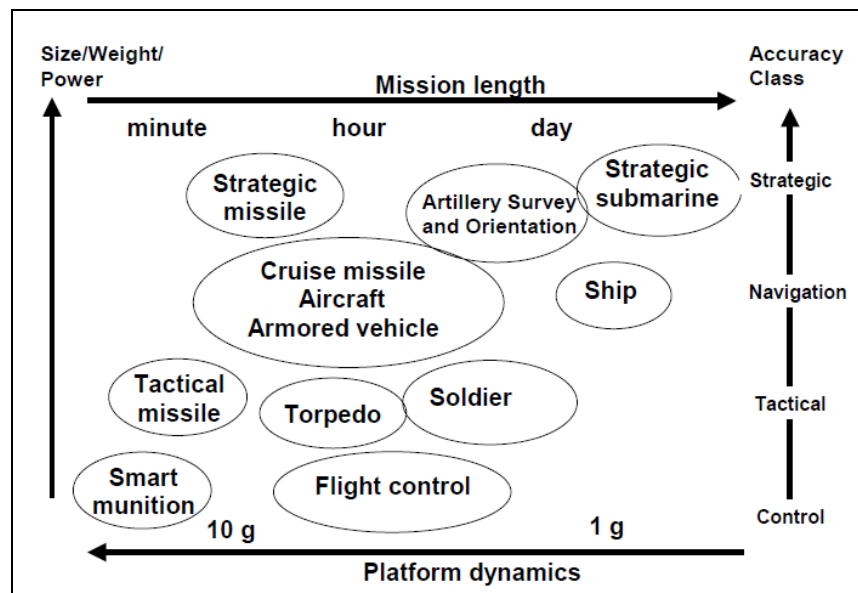 Size/Weight/
Power
Accuracy
Class
Mission length
minute hour day
Strategic
missile
Artillery Survey
and Orientation
Strategic
submarine
Strategic
Cruise missile
Aircraft
Armored vehicle
Ship
Navigation
Tactical
missile
Torpedo
Soldier
Tactical
Smart
munition
Flight control
Control
10 g 1 g
Platform dynamics